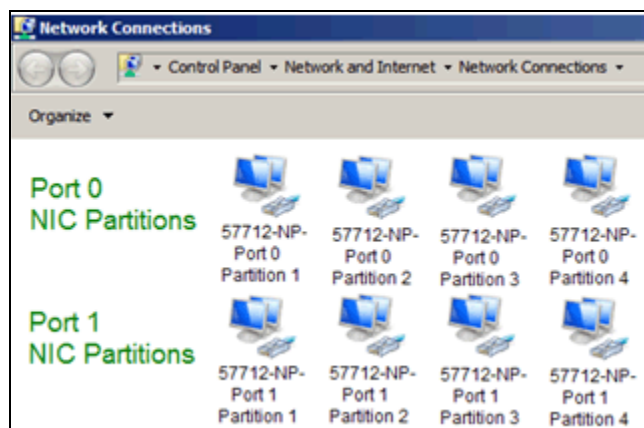 Network Connections
Control Panel Network and Internet Network Connections
Organize
Port 0
NIC Partitions
57712-NP-
Port 0
Partition 1
57712-NP-
Port 0
Partition 2
57712-NP-
Port 0
Partition 3
57712-NP-
Port 0
Partition 4
Port 1
NIC Partitions
57712-NP-
Port 1
Partition 1
57712-NP-
Port 1
Partition 2
57712-NP-
Port 1
Partition 3
57712-NP-
Port 1
Partition 4